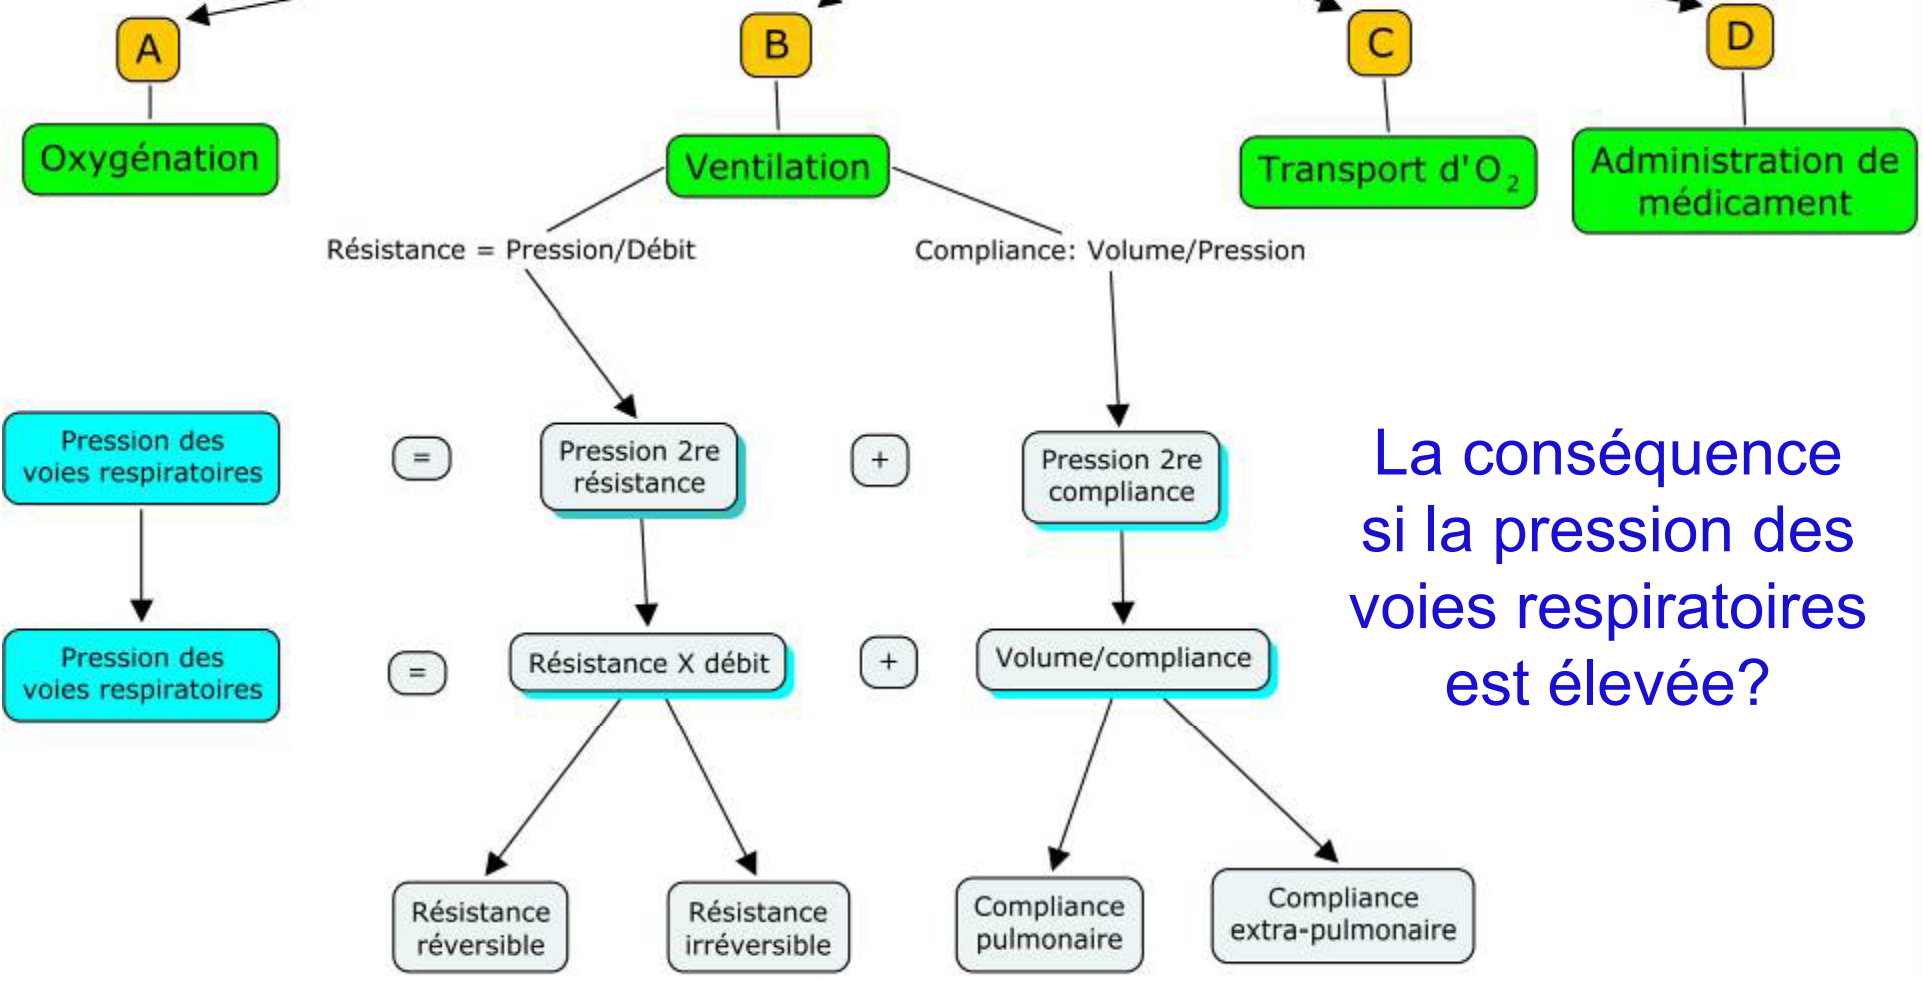 A
B
C
D
Oxygénation
Ventilation
Transport d'O₂
Administration de
médicament
Résistance = Pression/Débit
Compliance: Volume/Pression
Pression des
voies respiratoires
=
Pression 2re
résistance
+
Pression 2re
compliance
La conséquence
si la pression des
voies respiratoires
est élevée?
Pression des
voies respiratoires
=
Résistance X débit
+
Volume/compliance
Résistance
réversible
Résistance
irréversible
Compliance
pulmonaire
Compliance
extra-pulmonaire